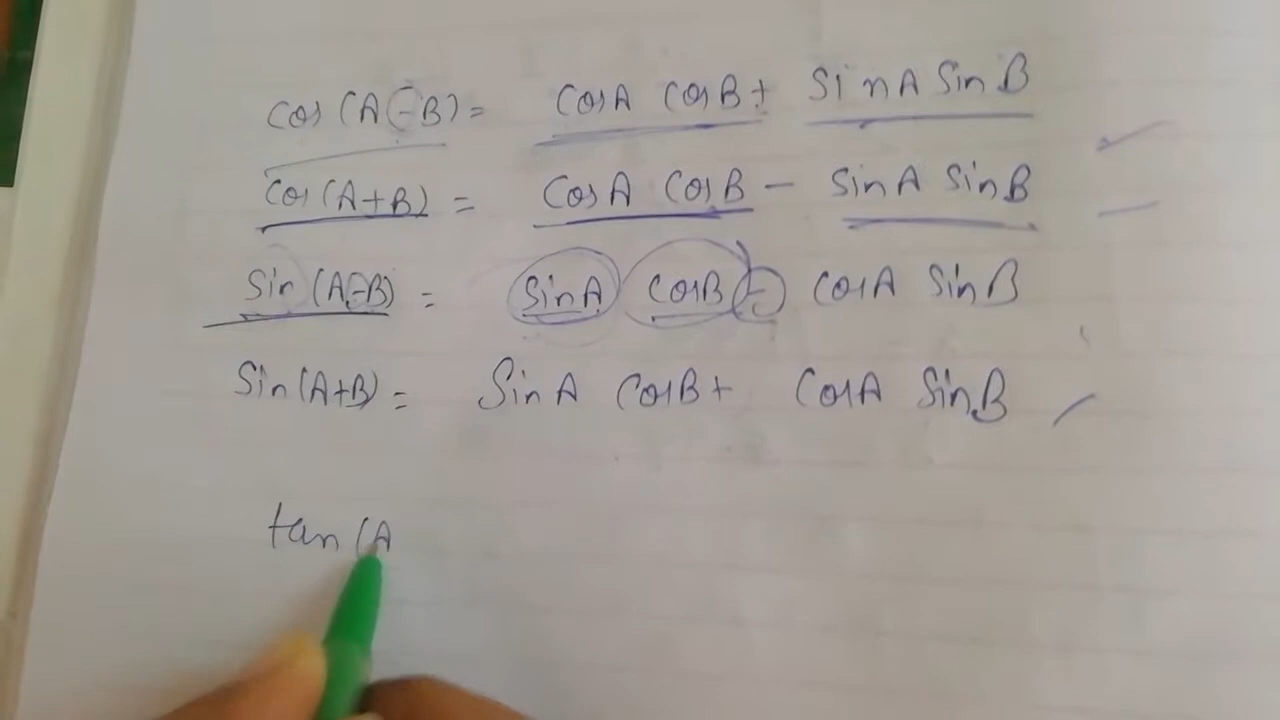 cos (A-B) = cosA cosB + SinA SinB
cos (A+B) = cosA cosB - sinA sinB
Sin (A-B) = SinA cosB - cosA SinB
Sin (A+B) = SinA cosB + cosA SinB
tan (A